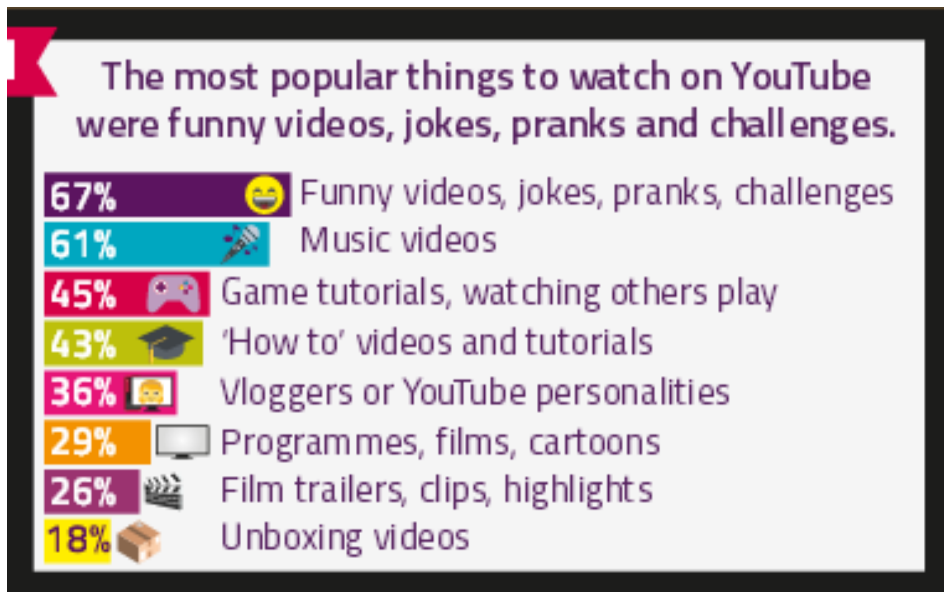 The most popular things to watch on YouTube
were funny videos, jokes, pranks and challenges.
67% Funny videos, jokes, pranks, challenges
61% Music videos
45% Game tutorials, watching others play
43% ‘How to’ videos and tutorials
36% Vloggers or YouTube personalities
29% Programmes, films, cartoons
26% Film trailers, clips, highlights
18% Unboxing videos